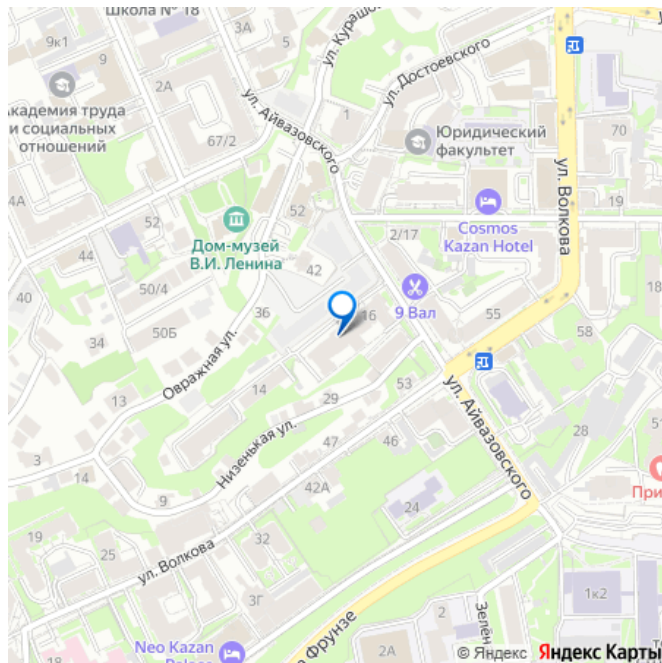 Школа № 18
9к1
9
3А
ул. Курашо
2А
ул. Достоевского
Академия труда
и социальных
отношений
ул. Айвазовского
1
67/2
Юридический
факультет
70
ул. Волкова
4А
52
52
2/17
19
18
Cosmos
Kazan Hotel
Дом-музей
В.И. Ленина
44
42
40
50/4
36
16
9 Вал
55
58
34
50Б
Овражная ул.
13
14
29
53
ул. Айвазовского
28
51
Низенькая ул.
47
46
3
14
При
9
42А
24
19
25
32
ул. Волкова
3Г
1к2
2
Зелён
Neo Kazan
Palace
Фрунзе
2А
18
© Яндекс Яндекс Карты